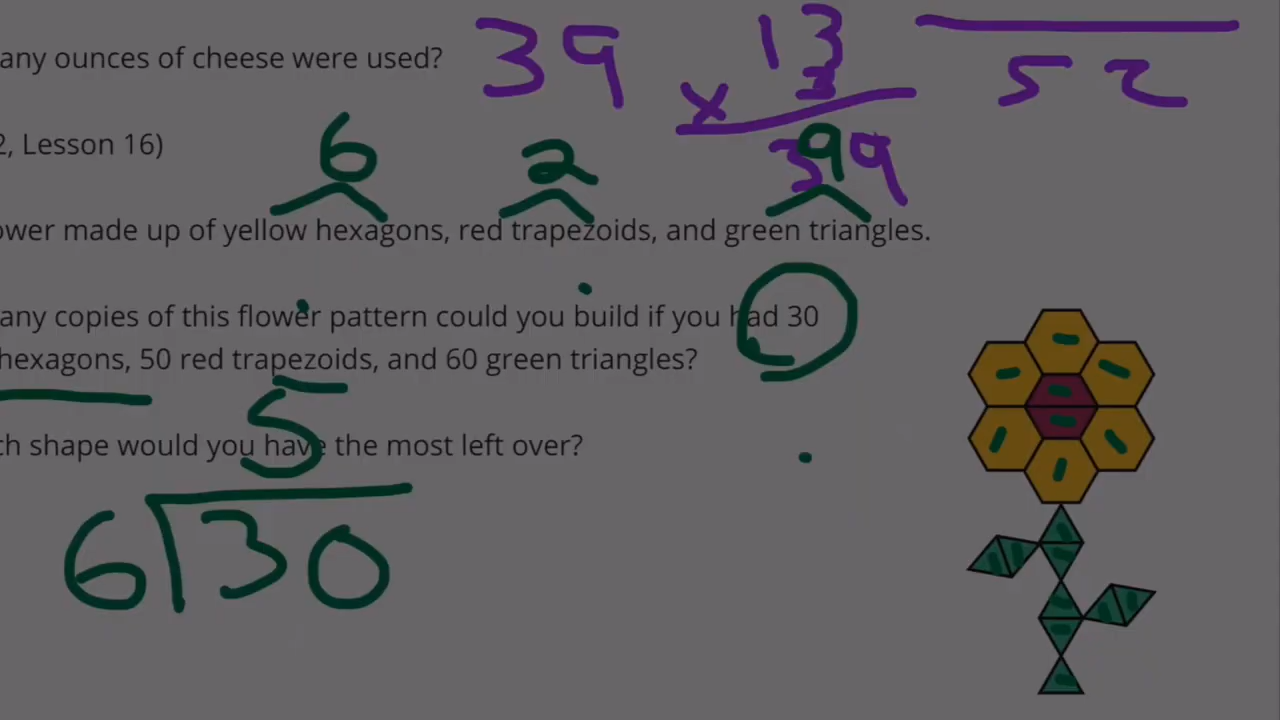 any ounces of cheese were used? 39 13 52
x 3
2, Lesson 16) 6 2 9 39
ower made up of yellow hexagons, red trapezoids, and green triangles.
any copies of this flower pattern could you build if you had 30
hexagons, 50 red trapezoids, and 60 green triangles?
5
ch shape would you have the most left over?
6 30